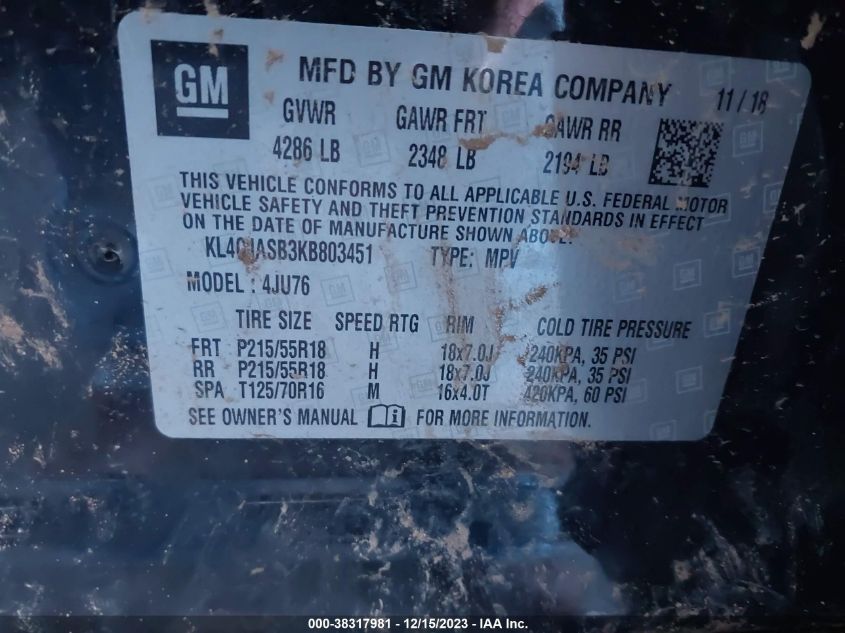 GM
MFD BY GM KOREA COMPANY 11/18
GVWR GAWR FRT GAWR RR
4286 LB 2348 LB 2194 LB
THIS VEHICLE CONFORMS TO ALL APPLICABLE U.S. FEDERAL MOTOR
VEHICLE SAFETY AND THEFT PREVENTION STANDARDS IN EFFECT
ON THE DATE OF MANUFACTURE SHOWN ABOVE.
KL4CJASB3KB803451 TYPE: MPV
MODEL : 4JU76
TIRE SIZE SPEED RTG RIM COLD TIRE PRESSURE
FRT P215/55R18 H 18x7.0J 240KPA, 35 PSI
RR P215/55R18 H 18x7.0J 240KPA, 35 PSI
SPA T125/70R16 M 16x4.0T 420KPA, 60 PSI
SEE OWNER'S MANUAL FOR MORE INFORMATION.
000-38317981 - 12/15/2023 - IAA Inc.